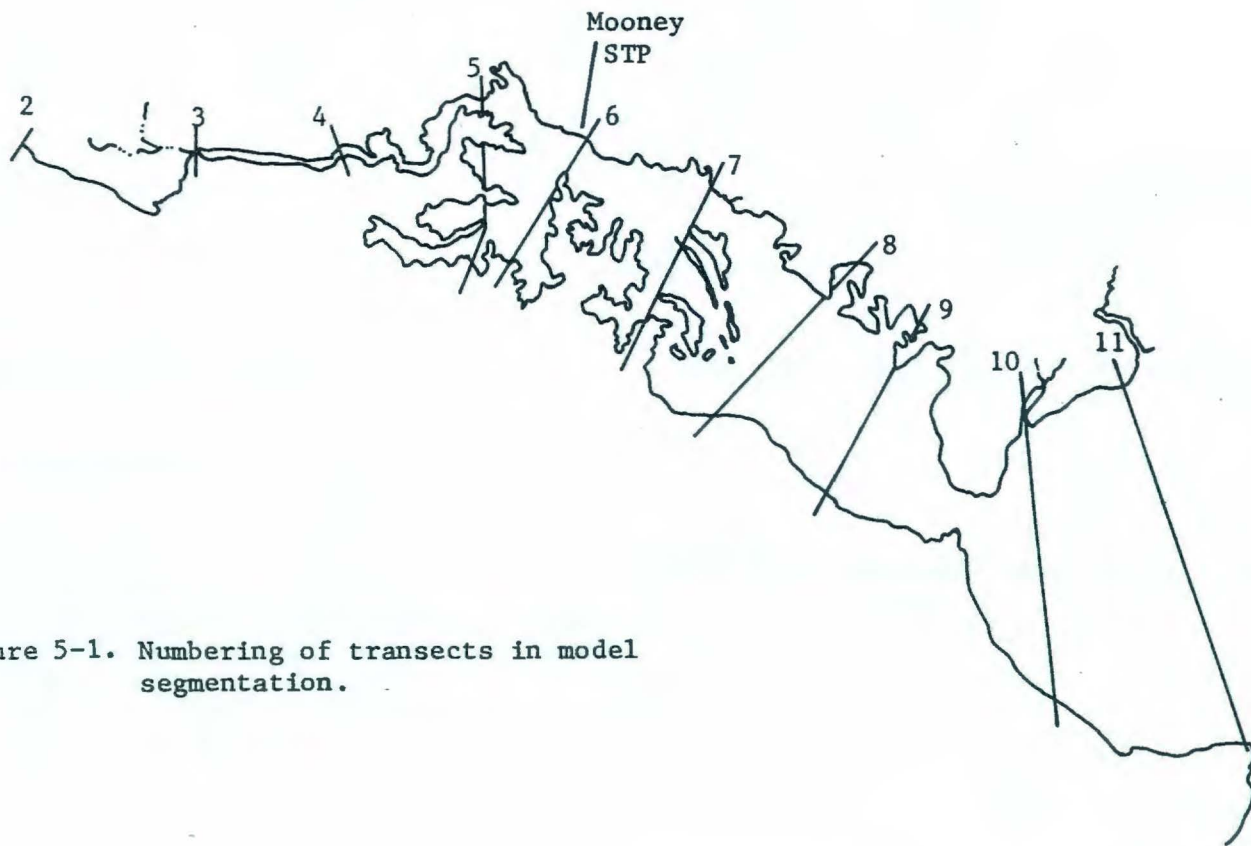 Mooney
STP
2
3
4
5
6
7
8
9
10
11
ure 5-1. Numbering of transects in model
segmentation.